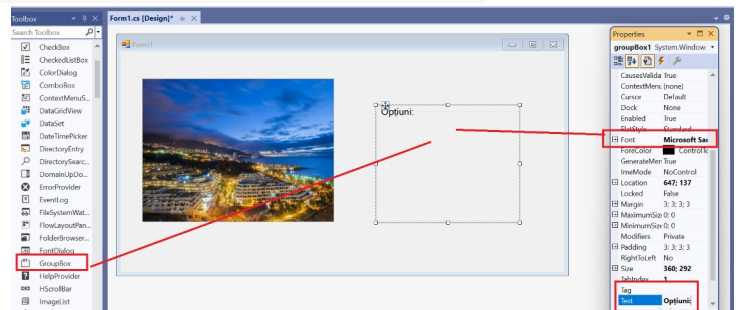 Toolbox
Search Toolbox
CheckBox
CheckedListBox
ColorDialog
ComboBox
ContextMenuS...
DataGridView
DataSet
DateTimePicker
DirectoryEntry
DirectorySearc...
DomainUpDo...
ErrorProvider
EventLog
FileSystemWat...
FlowLayoutPan...
FolderBrowser...
FontDialog
GroupBox
HelpProvider
HScrollBar
ImageList
Form1.cs [Design]*
Form1
Opțiuni:
Properties
groupBox1 System.Window
CausesValida True
ContextMenu (none)
Cursor Default
Dock None
Enabled True
FlatStyle Standard
Font Microsoft San
ForeColor ControlTe
GenerateMen True
ImeMode NoControl
Location 647; 137
Locked False
Margin 3; 3; 3; 3
MaximumSiz 0; 0
MinimumSize 0; 0
Modifiers Private
Padding 3; 3; 3; 3
RightToLeft No
Size 360; 292
TabIndex 1
Tag
Text Opțiuni: